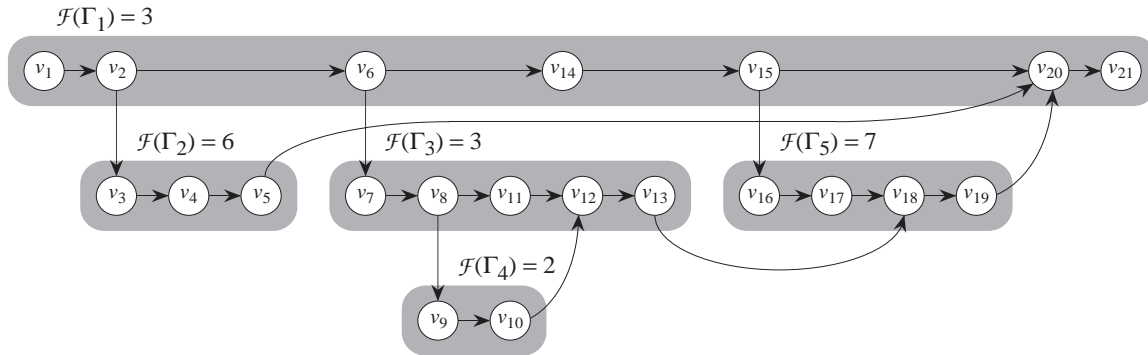 ℱ(Γ₁) = 3
v₁ v₂ v₆ v₁₄ v₁₅ v₂₀ v₂₁
ℱ(Γ₂) = 6 ℱ(Γ₃) = 3 ℱ(Γ₅) = 7
v₃ v₄ v₅ v₇ v₈ v₁₁ v₁₂ v₁₃ v₁₆ v₁₇ v₁₈ v₁₉
ℱ(Γ₄) = 2
v₉ v₁₀